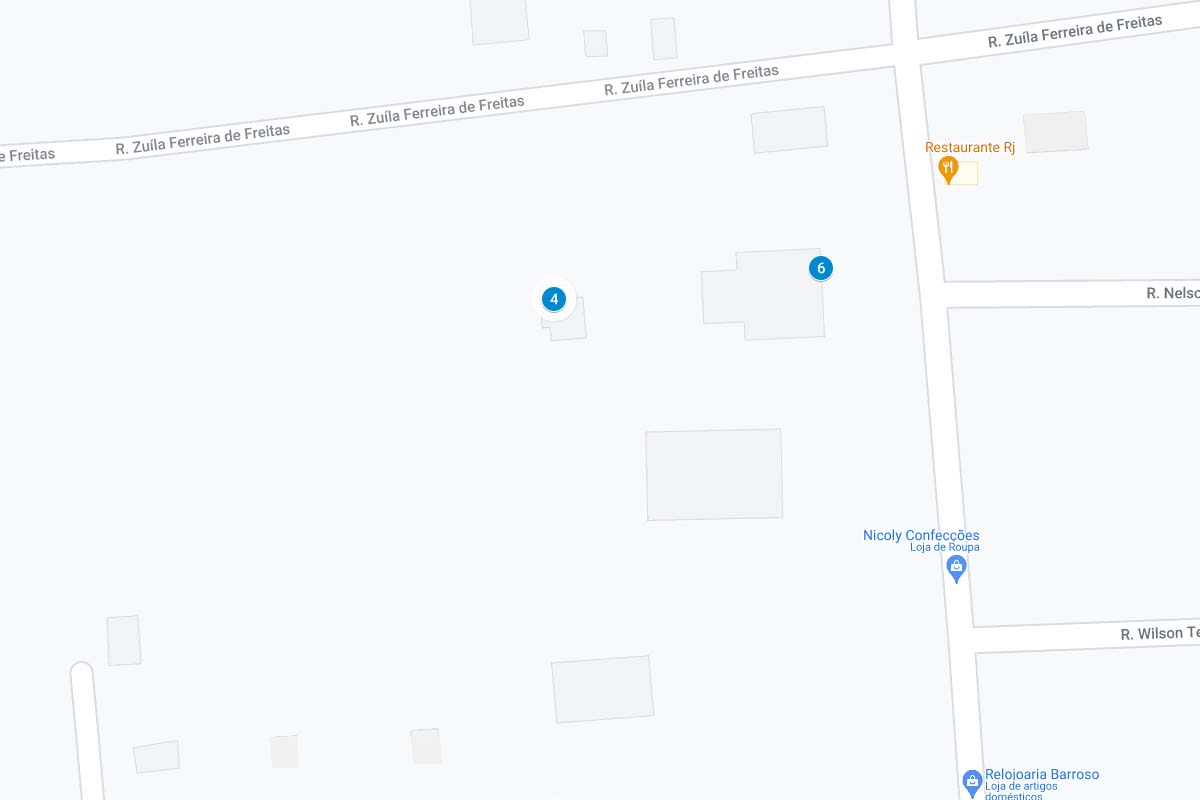 R. Zuíla Ferreira de Freitas
R. Zuíla Ferreira de Freitas
R. Zuíla Ferreira de Freitas
R. Zuíla Ferreira de Freitas
e Freitas
Restaurante Rj
6
4
R. Nelso
Nicoly Confecções
Loja de Roupa
R. Wilson Te
Relojoaria Barroso
Loja de artigos
domésticos